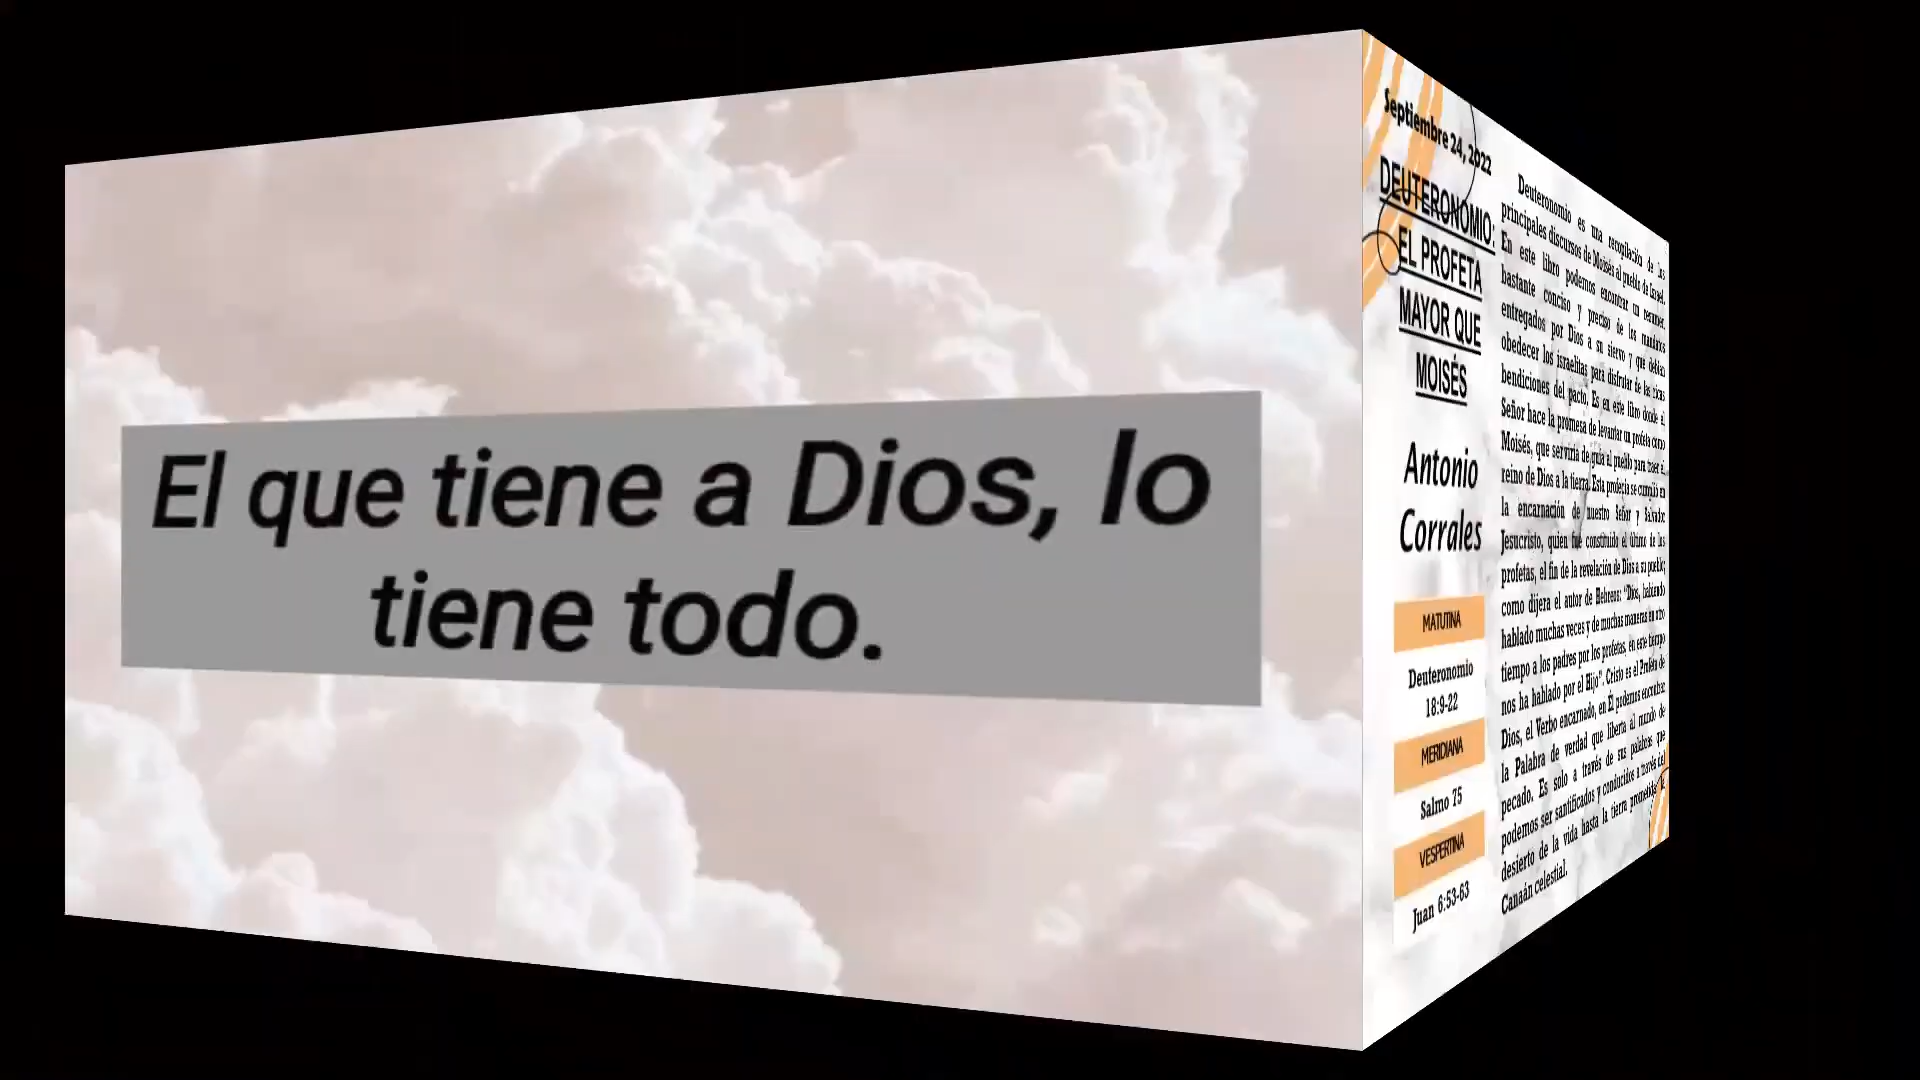 El que tiene a Dios, lo
tiene todo.
Septiembre 24, 2022
DEUTERONOMIO:
EL PROFETA
MAYOR QUE
MOISÉS
Antonio
Corrales
MATUTINA
Deuteronomio
18:9-22
MERIDIANA
Salmo 75
VESPERTINA
Juan 6:53-63
Deuteronomio es una recopilación de los
principales discursos de Moisés al pueblo de Israel.
En este libro podemos encontrar un resumen
bastante conciso y preciso de los mandatos
entregados por Dios a su siervo y que debían
obedecer los israelitas para disfrutar de las ricas
bendiciones del pacto. Es en este libro donde el
Señor hace la promesa de levantar un profeta como
Moisés, que serviría de guía al pueblo para traer el
reino de Dios a la tierra. Esta profecía se cumplió en
la encarnación de nuestro Señor y Salvador
Jesucristo, quien fue constituido el último de los
profetas, el fin de la revelación de Dios a su pueblo;
como dijera el autor de Hebreos: “Dios, habiendo
hablado muchas veces y de muchas maneras en otro
tiempo a los padres por los profetas, en este tiempo
nos ha hablado por el Hijo”. Cristo es el Profeta de
Dios, el Verbo encarnado, en Él podemos encontrar
la Palabra de verdad que liberta al mundo de
pecado. Es solo a través de sus palabras que
podemos ser santificados y conducidos a través del
desierto de la vida hasta la tierra prometida, la
Canaán celestial.